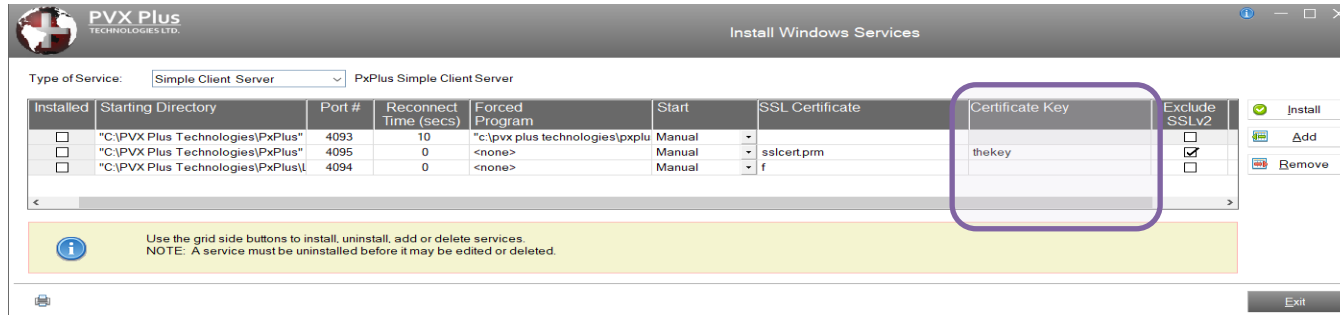 PVX Plus
TECHNOLOGIES LTD.
Install Windows Services
Type of Service: Simple Client Server PxPlus Simple Client Server
Installed Starting Directory Port # Reconnect Time (secs) Forced Program Start SSL Certificate Certificate Key Exclude SSLv2
"C:\PVX Plus Technologies\PxPlus" 4093 10 "c:\pvx plus technologies\pxplu Manual
"C:\PVX Plus Technologies\PxPlus" 4095 0 <none> Manual sslcert.prm thekey
"C:\PVX Plus Technologies\PxPlus\L 4094 0 <none> Manual f
Install
Add
Remove
Use the grid side buttons to install, uninstall, add or delete services.
NOTE: A service must be uninstalled before it may be edited or deleted.
Exit